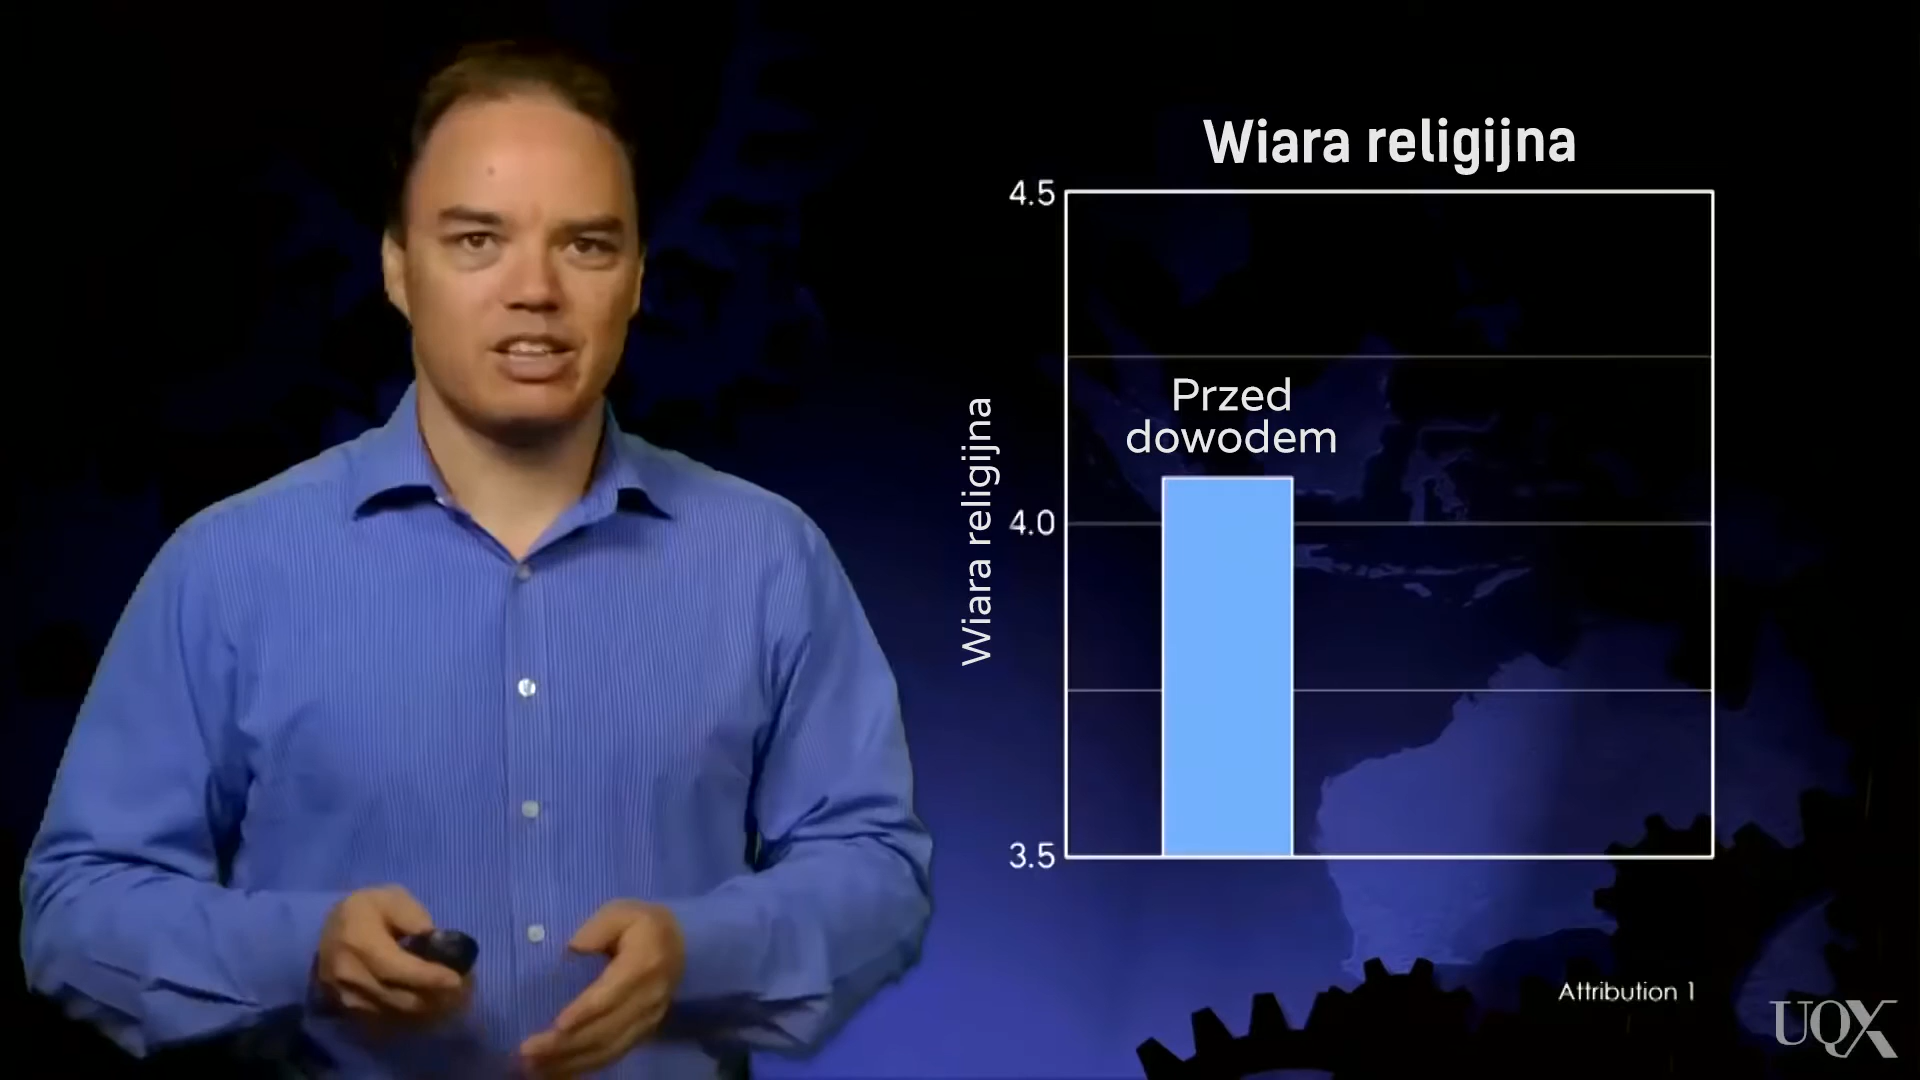 Wiara religijna
4.5
Przed
dowodem
4.0
Wiara religijna
3.5
Attribution 1
UQX